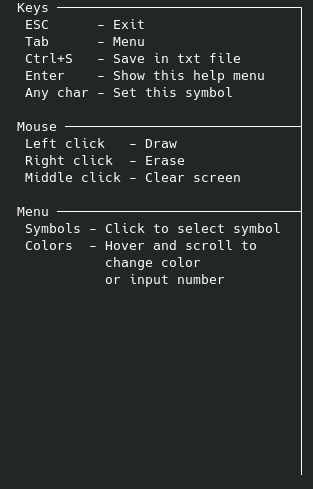 Keys
ESC – Exit
Tab – Menu
Ctrl+S – Save in txt file
Enter – Show this help menu
Any char – Set this symbol
Mouse
Left click – Draw
Right click – Erase
Middle click – Clear screen
Menu
Symbols – Click to select symbol
Colors – Hover and scroll to
change color
or input number